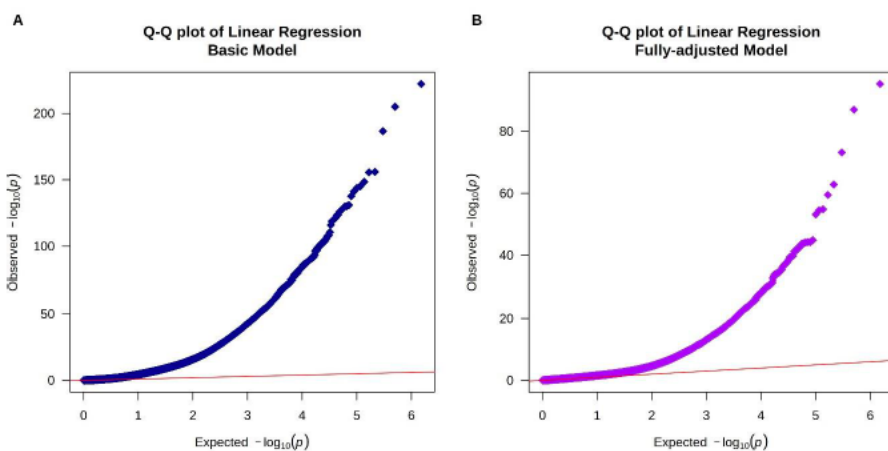 A
Q-Q plot of Linear Regression
Basic Model
Observed −log10(p)
200
150
100
50
0
0 1 2 3 4 5 6
Expected −log10(p)
B
Q-Q plot of Linear Regression
Fully-adjusted Model
Observed −log10(p)
80
60
40
20
0
0 1 2 3 4 5 6
Expected −log10(p)